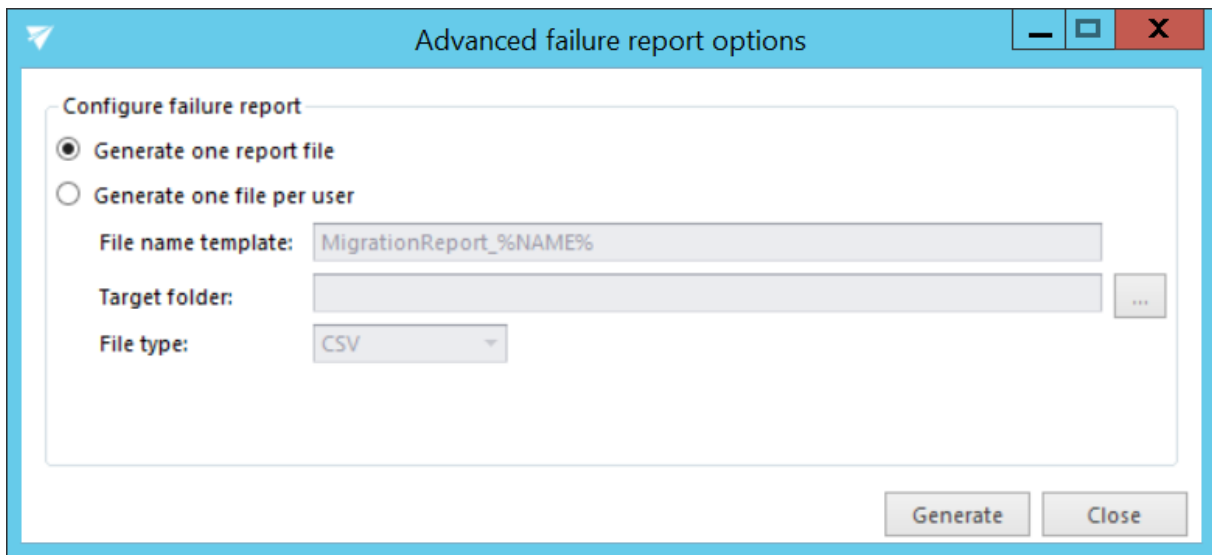 Advanced failure report options
X
Configure failure report
Generate one report file
Generate one file per user
File name template: MigrationReport_%NAME%
Target folder: ...
File type: CSV
Generate Close